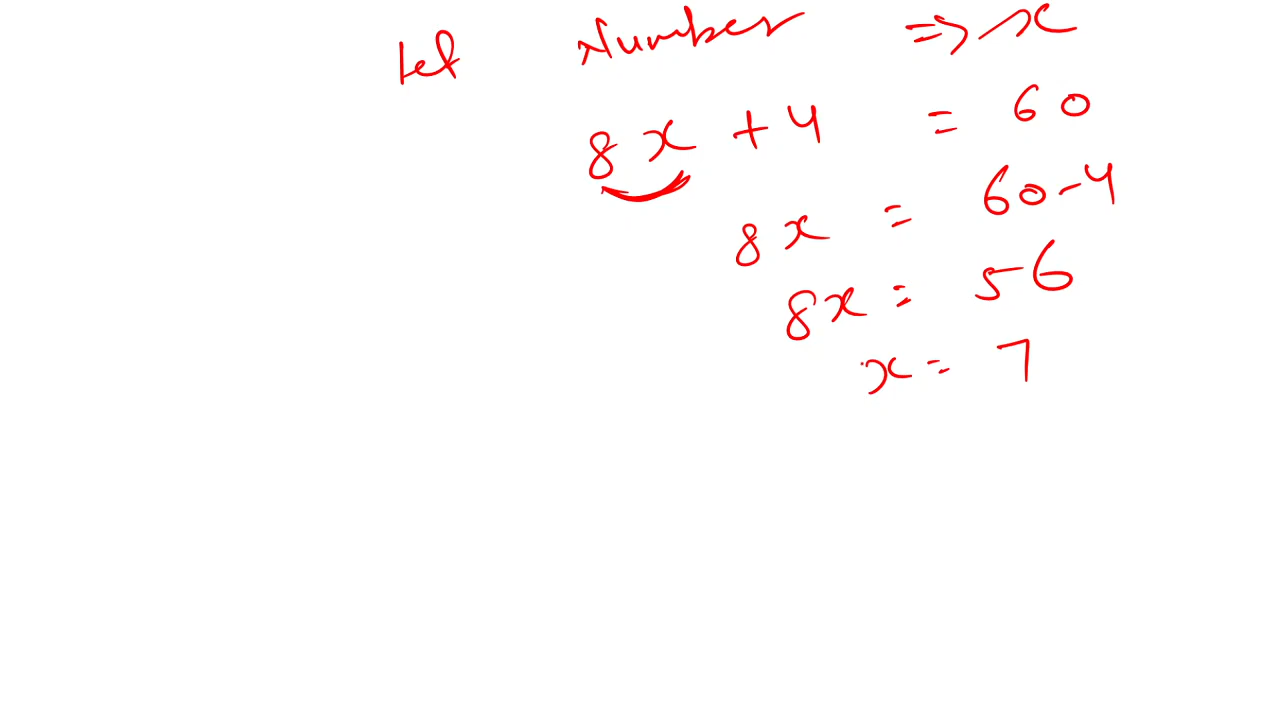 Let Number => x
8x + 4 = 60
8x = 60-4
8x = 56
x = 7